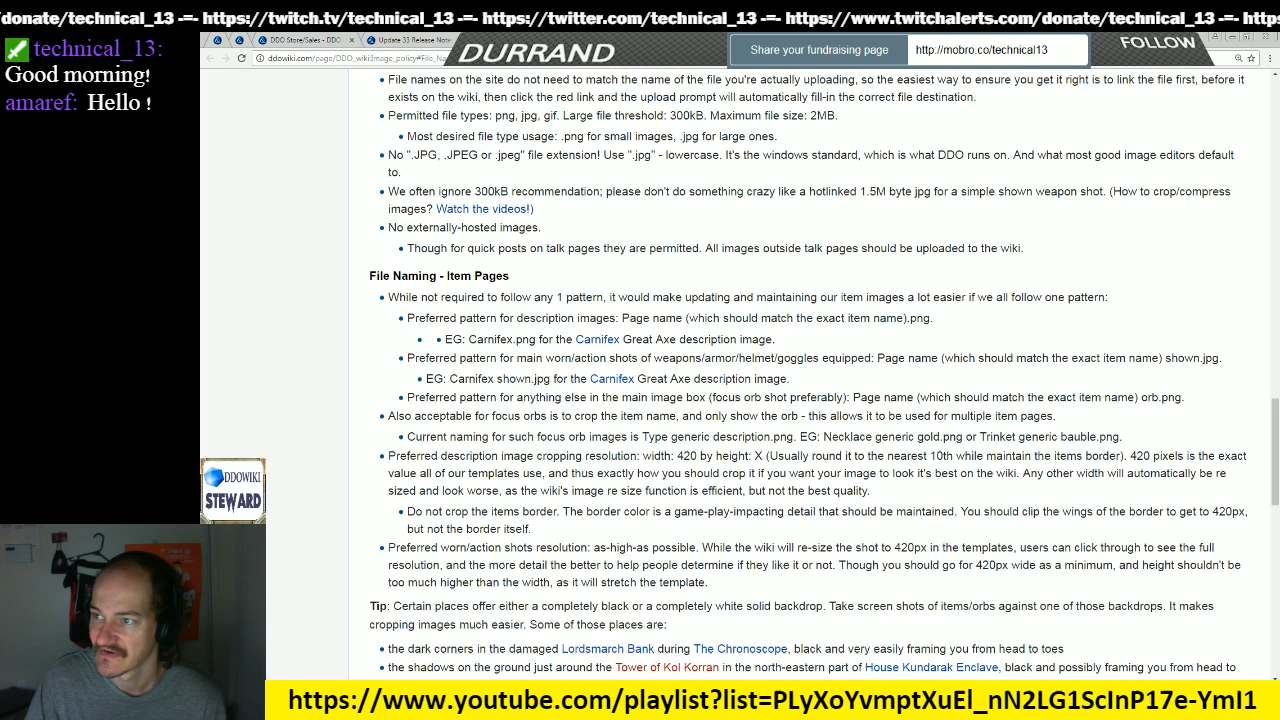 /donate/technical_13 -=- https://twitch.tv/technical_13 -=- https://twitter.com/technical_13 -=- https://www.twitchalerts.com/donate/technical_13 -=- https
technical_13:
Good morning!
amaref: Hello !
DDO Store/Sales - DDO
Update 33 Release Note
DURRAND
Share your fundraising page
http://mobro.co/technical13
FOLLOW
ddowiki.com/page/DDO_wiki:Image_policy#File_Na
File names on the site do not need to match the name of the file you're actually uploading, so the easiest way to ensure you get it right is to link the file first, before it
exists on the wiki, then click the red link and the upload prompt will automatically fill-in the correct file destination.
Permitted file types: png, jpg, gif. Large file threshold: 300kB. Maximum file size: 2MB.
Most desired file type usage: .png for small images, .jpg for large ones.
No ".JPG, .JPEG or .jpeg" file extension! Use ".jpg" - lowercase. It's the windows standard, which is what DDO runs on. And what most good image editors default
to.
We often ignore 300kB recommendation; please don't do something crazy like a hotlinked 1.5M byte jpg for a simple shown weapon shot. (How to crop/compress
images? Watch the videos!)
No externally-hosted images.
Though for quick posts on talk pages they are permitted. All images outside talk pages should be uploaded to the wiki.
File Naming - Item Pages
While not required to follow any 1 pattern, it would make updating and maintaining our item images a lot easier if we all follow one pattern:
Preferred pattern for description images: Page name (which should match the exact item name).png.
EG: Carnifex.png for the Carnifex Great Axe description image.
Preferred pattern for main worn/action shots of weapons/armor/helmet/goggles equipped: Page name (which should match the exact item name) shown.jpg.
EG: Carnifex shown.jpg for the Carnifex Great Axe description image.
Preferred pattern for anything else in the main image box (focus orb shot preferably): Page name (which should match the exact item name) orb.png.
Also acceptable for focus orbs is to crop the item name, and only show the orb - this allows it to be used for multiple item pages.
Current naming for such focus orb images is Type generic description.png. EG: Necklace generic gold.png or Trinket generic bauble.png.
Preferred description image cropping resolution: width: 420 by height: X (Usually round it to the nearest 10th while maintain the items border). 420 pixels is the exact
value all of our templates use, and thus exactly how you should crop it if you want your image to look it's best on the wiki. Any other width will automatically be re
sized and look worse, as the wiki's image re size function is efficient, but not the best quality.
Do not crop the items border. The border color is a game-play-impacting detail that should be maintained. You should clip the wings of the border to get to 420px,
but not the border itself.
Preferred worn/action shots resolution: as-high-as possible. While the wiki will re-size the shot to 420px in the templates, users can click through to see the full
resolution, and the more detail the better to help people determine if they like it or not. Though you should go for 420px wide as a minimum, and height shouldn't be
too much higher than the width, as it will stretch the template.
Tip: Certain places offer either a completely black or a completely white solid backdrop. Take screen shots of items/orbs against one of those backdrops. It makes
cropping images much easier. Some of those places are:
the dark corners in the damaged Lordsmarch Bank during The Chronoscope, black and very easily framing you from head to toes
the shadows on the ground just around the Tower of Kol Korran in the north-eastern part of House Kundarak Enclave, black and possibly framing you from head to
DDOWIKI
STEWARD
https://www.youtube.com/playlist?list=PLyXoYvmptXuEl_nN2LG1ScInP17e-YmI1